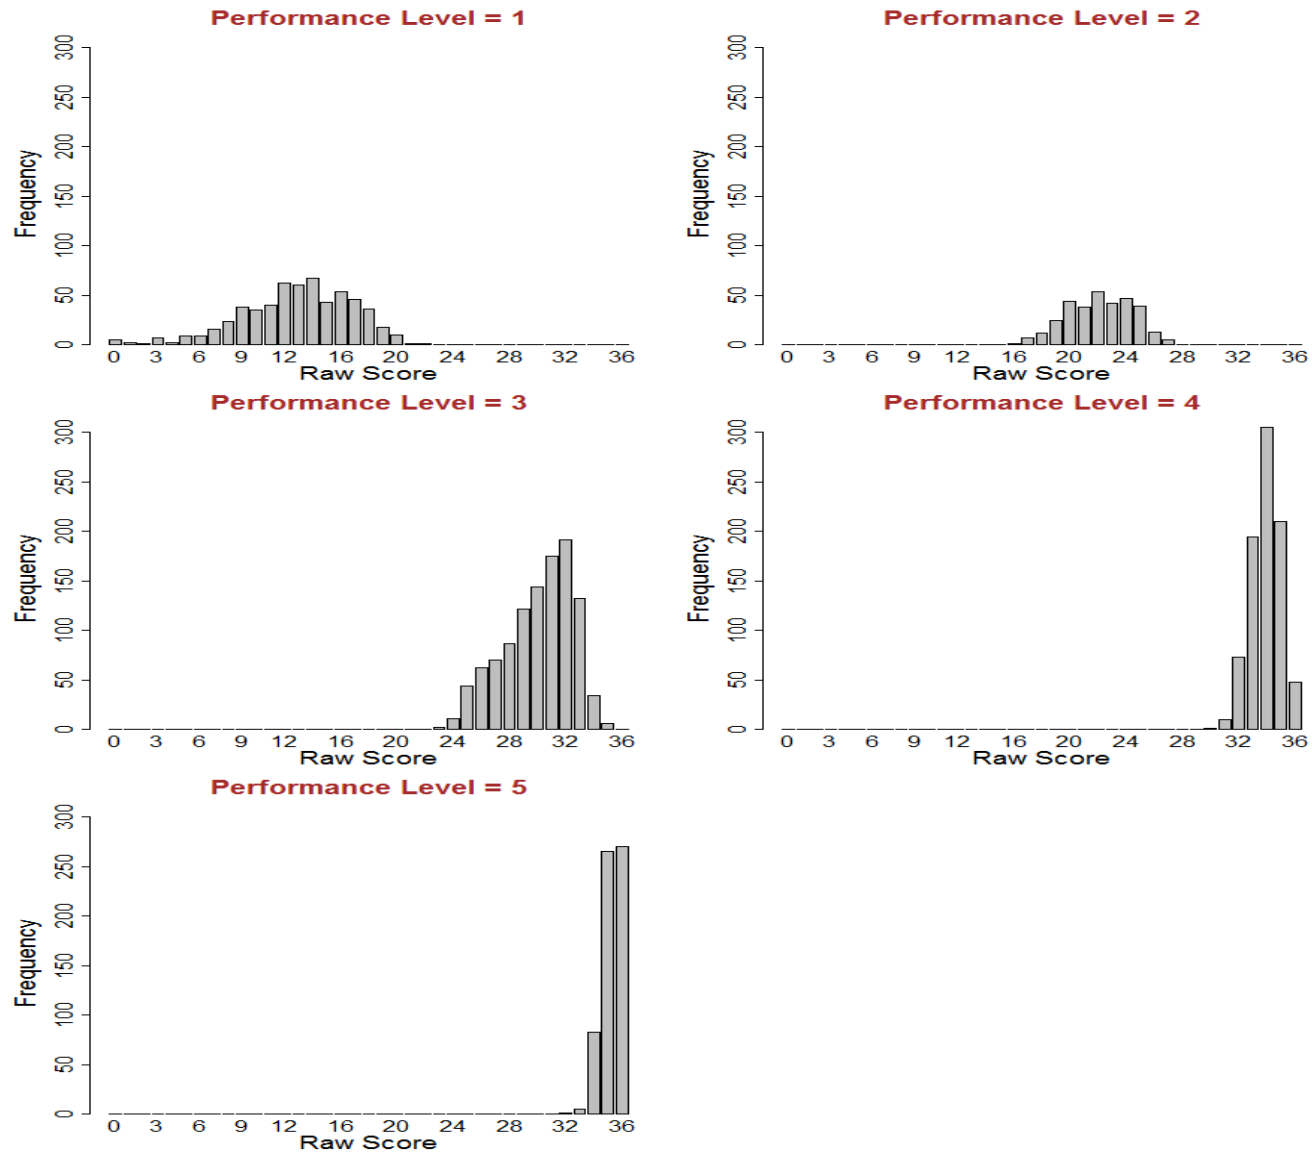 Performance Level = 1
Frequency
0 50 100 150 200 250 300
0 3 6 9 12 16 20 24 28 32 36
Raw Score
Performance Level = 2
Frequency
0 50 100 150 200 250 300
0 3 6 9 12 16 20 24 28 32 36
Raw Score
Performance Level = 3
Frequency
0 50 100 150 200 250 300
0 3 6 9 12 16 20 24 28 32 36
Raw Score
Performance Level = 4
Frequency
0 50 100 150 200 250 300
0 3 6 9 12 16 20 24 28 32 36
Raw Score
Performance Level = 5
Frequency
0 50 100 150 200 250 300
0 3 6 9 12 16 20 24 28 32 36
Raw Score